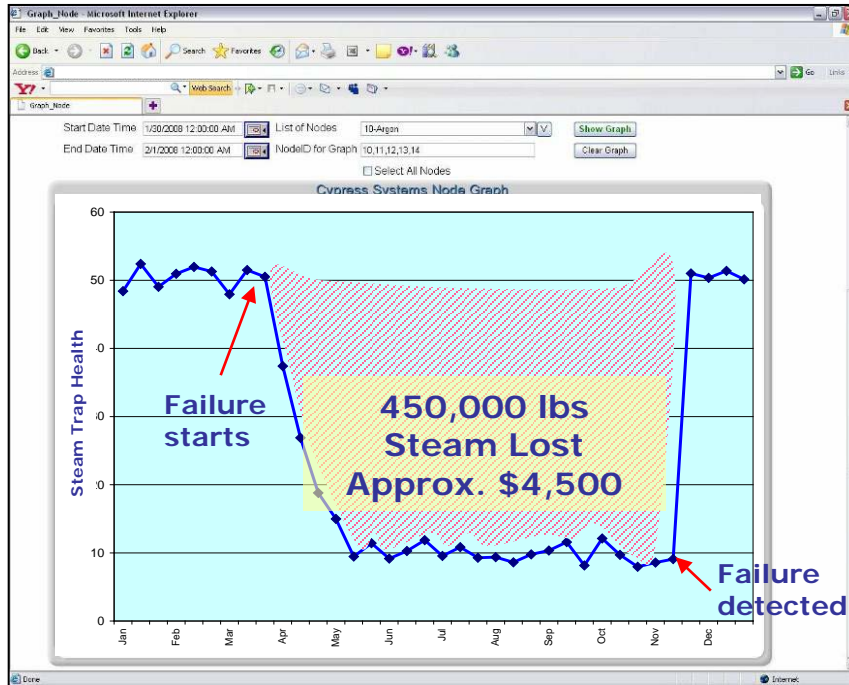 Graph_Node - Microsoft Internet Explorer
File Edit View Favorites Tools Help
Back Search Favorites
Address Go Links
Y! Web Search
Graph_Node
Start Date Time 1/30/2008 12:00:00 AM List of Nodes 10-Argon Show Graph
End Date Time 2/1/2008 12:00:00 AM NodeID for Graph 10,11,12,13,14 Clear Graph
Select All Nodes
Cypress Systems Node Graph
60
50
Steam Trap Health
Failure
starts
450,000 lbs
Steam Lost
Approx. $4,500
10
Failure
detected
0
Jan Feb Mar Apr May Jun Jul Aug Sep Oct Nov Dec
Done Internet